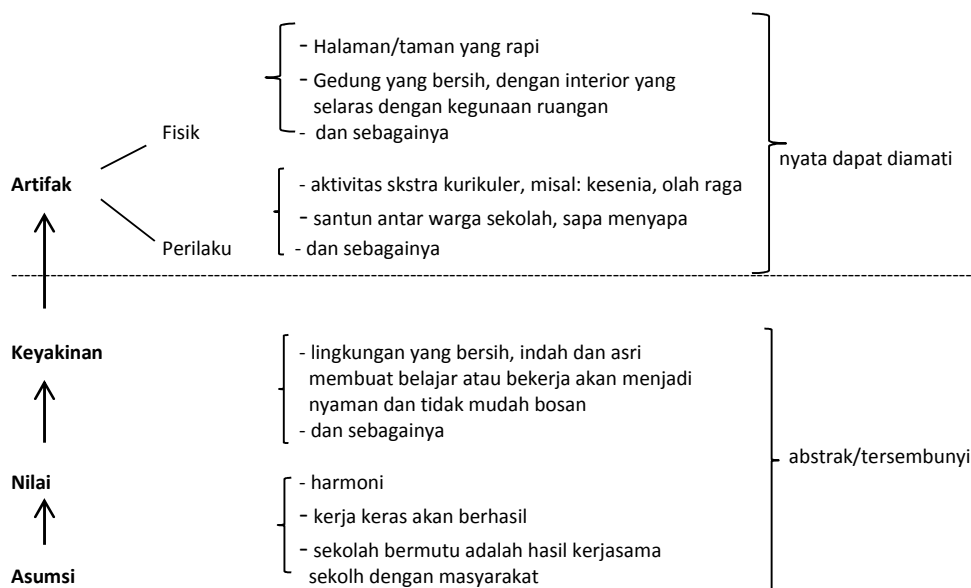 - Halaman/taman yang rapi
- Gedung yang bersih, dengan interior yang
selaras dengan kegunaan ruangan
- dan sebagainya
Fisik
nyata dapat diamati
Artifak
- aktivitas skstra kurikuler, misal: kesenia, olah raga
- santun antar warga sekolah, sapa menyapa
Perilaku
- dan sebagainya
Keyakinan
- lingkungan yang bersih, indah dan asri
membuat belajar atau bekerja akan menjadi
nyaman dan tidak mudah bosan
- dan sebagainya
abstrak/tersembunyi
Nilai
- harmoni
- kerja keras akan berhasil
- sekolah bermutu adalah hasil kerjasama
sekolh dengan masyarakat
Asumsi